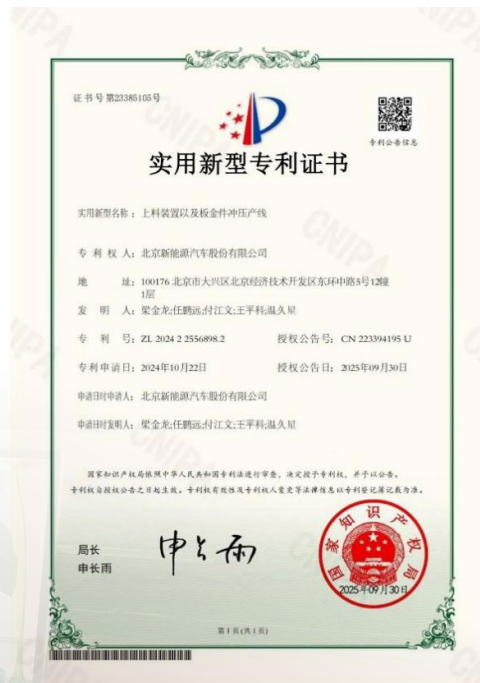 证书号第23385105号
专利公告信息
实用新型专利证书
实用新型名称：上料装置以及板金件冲压产线
专利权人：北京新能源汽车股份有限公司
地址：100176 北京市大兴区北京经济技术开发区东环中路5号12幢
1层
发明人：梁金龙;任鹏远;付江文;王平科;温久星
专利号：ZL 2024 2 2556898.2 授权公告号：CN 223394195 U
专利申请日：2024年10月22日 授权公告日：2025年09月30日
申请日时申请人：北京新能源汽车股份有限公司
申请日时发明人：梁金龙;任鹏远;付江文;王平科;温久星
国家知识产权局依照中华人民共和国专利法进行审查，决定授予专利权，并予以公告。
专利权自授权公告之日起生效。专利权有效性及专利权人变更等法律信息以专利登记簿记载为准。
局长
申长雨
申长雨
国家知识产权局
2025年09月30日
第1页(共1页)
CNIPA